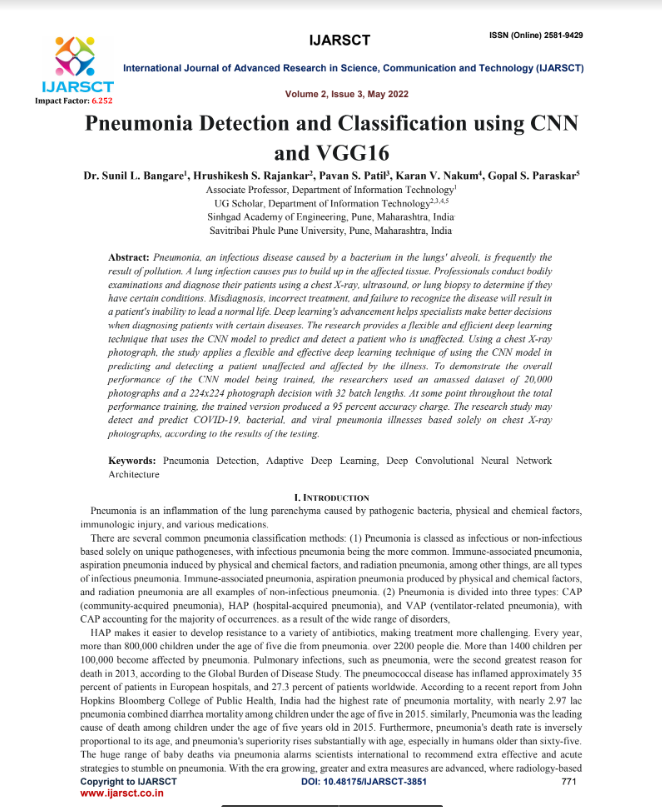 IJARSCT
ISSN (Online) 2581-9429
IJARSCT
International Journal of Advanced Research in Science, Communication and Technology (IJARSCT)
Impact Factor: 6.252
Volume 2, Issue 3, May 2022
Pneumonia Detection and Classification using CNN
and VGG16
Dr. Sunil L. Bangare¹, Hrushikesh S. Rajankar², Pavan S. Patil³, Karan V. Nakum⁴, Gopal S. Paraskar⁵
Associate Professor, Department of Information Technology¹
UG Scholar, Department of Information Technology²,³,⁴,⁵
Sinhgad Academy of Engineering, Pune, Maharashtra, India
Savitribai Phule Pune University, Pune, Maharashtra, India
Abstract: Pneumonia, an infectious disease caused by a bacterium in the lungs' alveoli, is frequently the
result of pollution. A lung infection causes pus to build up in the affected tissue. Professionals conduct bodily
examinations and diagnose their patients using a chest X-ray, ultrasound, or lung biopsy to determine if they
have certain conditions. Misdiagnosis, incorrect treatment, and failure to recognize the disease will result in
a patient's inability to lead a normal life. Deep learning's advancement helps specialists make better decisions
when diagnosing patients with certain diseases. The research provides a flexible and efficient deep learning
technique that uses the CNN model to predict and detect a patient who is unaffected. Using a chest X-ray
photograph, the study applies a flexible and effective deep learning technique of using the CNN model in
predicting and detecting a patient unaffected and affected by the illness. To demonstrate the overall
performance of the CNN model being trained, the researchers used an amassed dataset of 20,000
photographs and a 224x224 photograph decision with 32 batch lengths. At some point throughout the total
performance training, the trained version produced a 95 percent accuracy charge. The research study may
detect and predict COVID-19, bacterial, and viral pneumonia illnesses based solely on chest X-ray
photographs, according to the results of the testing.
Keywords: Pneumonia Detection, Adaptive Deep Learning, Deep Convolutional Neural Network
Architecture
I. INTRODUCTION
Pneumonia is an inflammation of the lung parenchyma caused by pathogenic bacteria, physical and chemical factors,
immunologic injury, and various medications.
There are several common pneumonia classification methods: (1) Pneumonia is classed as infectious or non-infectious
based solely on unique pathogeneses, with infectious pneumonia being the more common. Immune-associated pneumonia,
aspiration pneumonia induced by physical and chemical factors, and radiation pneumonia, among other things, are all types
of infectious pneumonia. Immune-associated pneumonia, aspiration pneumonia produced by physical and chemical factors,
and radiation pneumonia are all examples of non-infectious pneumonia. (2) Pneumonia is divided into three types: CAP
(community-acquired pneumonia), HAP (hospital-acquired pneumonia), and VAP (ventilator-related pneumonia), with
CAP accounting for the majority of occurrences. as a result of the wide range of disorders,
HAP makes it easier to develop resistance to a variety of antibiotics, making treatment more challenging. Every year,
more than 800,000 children under the age of five die from pneumonia. over 2200 people die. More than 1400 children per
100,000 become affected by pneumonia. Pulmonary infections, such as pneumonia, were the second greatest reason for
death in 2013, according to the Global Burden of Disease Study. The pneumococcal disease has inflamed approximately 35
percent of patients in European hospitals, and 27.3 percent of patients worldwide. According to a recent report from John
Hopkins Bloomberg College of Public Health, India had the highest rate of pneumonia mortality, with nearly 2.97 lac
pneumonia combined diarrhea mortality among children under the age of five in 2015. similarly, Pneumonia was the leading
cause of death among children under the age of five years old in 2015. Furthermore, pneumonia's death rate is inversely
proportional to its age, and pneumonia's superiority rises substantially with age, especially in humans older than sixty-five.
The huge range of baby deaths via pneumonia alarms scientists international to recommend extra effective and acute
strategies to stumble on pneumonia. With the era growing, greater and extra measures are advanced, where radiology-based
Copyright to IJARSCT
DOI: 10.48175/IJARSCT-3851
771
www.ijarsct.co.in